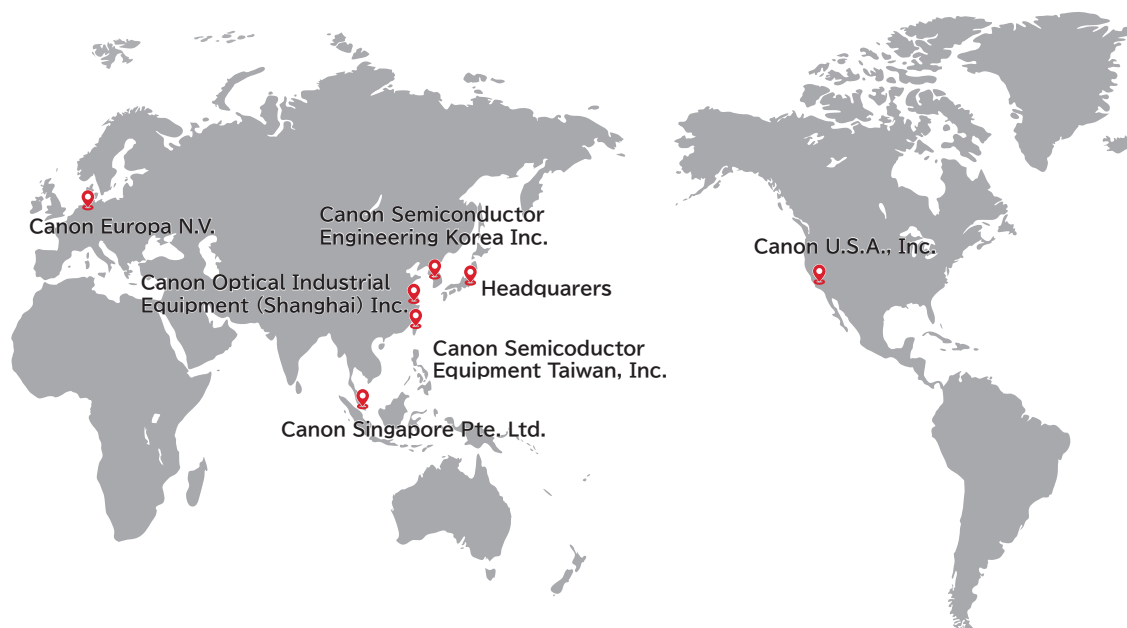 Canon Europa N.V.
Canon Semiconductor
Engineering Korea Inc.
Canon U.S.A., Inc.
Canon Optical Industrial
Equipment (Shanghai) Inc.
Headquarers
Canon Semicoductor
Equipment Taiwan, Inc.
Canon Singapore Pte. Ltd.